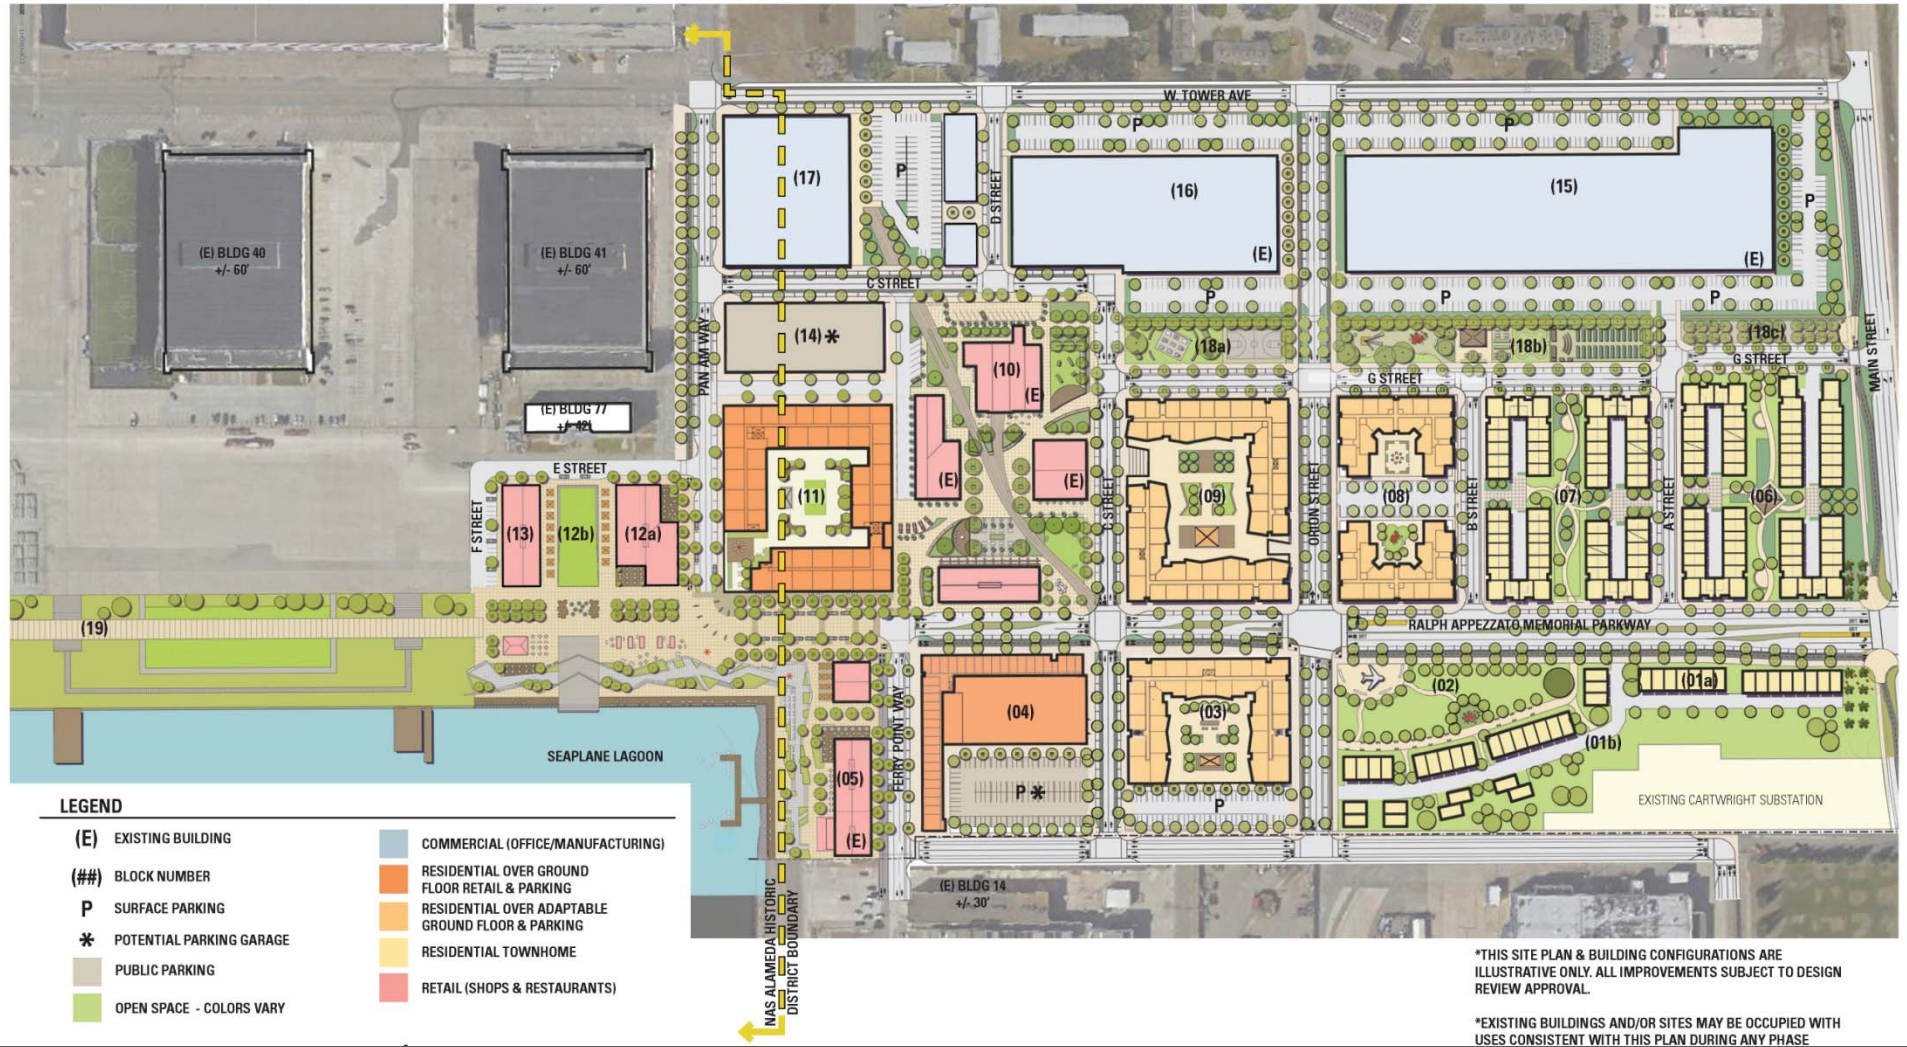 W. TOWER AVE
P
P
(17)
P
D STREET
(16)
(15)
P
(E) BLDG 40
+/- 60'
(E) BLDG 41
+/- 60'
(E)
(E)
C STREET
P
P
P
PAN AM WAY
(14)*
(10)
(E)
(18a)
(18b)
(18c)
G STREET
G STREET
MAIN STREET
(E) BLDG 77
+/- 42'
E STREET
F STREET
(13)
(12b)
(12a)
(11)
(E)
(E)
C STREET
(09)
ORION STREET
(08)
B STREET
(07)
A STREET
(06)
(19)
RALPH APPEZZATO MEMORIAL PARKWAY
(02)
(01a)
(01b)
(04)
(03)
FERRY POINT WAY
SEAPLANE LAGOON
(05)
(E)
P*
P
EXISTING CARTWRIGHT SUBSTATION
(E) BLDG 14
+/- 30'
NAS ALAMEDA HISTORIC
DISTRICT BOUNDARY
LEGEND
(E) EXISTING BUILDING
(##) BLOCK NUMBER
P SURFACE PARKING
* POTENTIAL PARKING GARAGE
PUBLIC PARKING
OPEN SPACE - COLORS VARY
COMMERCIAL (OFFICE/MANUFACTURING)
RESIDENTIAL OVER GROUND
FLOOR RETAIL & PARKING
RESIDENTIAL OVER ADAPTABLE
GROUND FLOOR & PARKING
RESIDENTIAL TOWNHOME
RETAIL (SHOPS & RESTAURANTS)
*THIS SITE PLAN & BUILDING CONFIGURATIONS ARE
ILLUSTRATIVE ONLY. ALL IMPROVEMENTS SUBJECT TO DESIGN
REVIEW APPROVAL.
*EXISTING BUILDINGS AND/OR SITES MAY BE OCCUPIED WITH
USES CONSISTENT WITH THIS PLAN DURING ANY PHASE